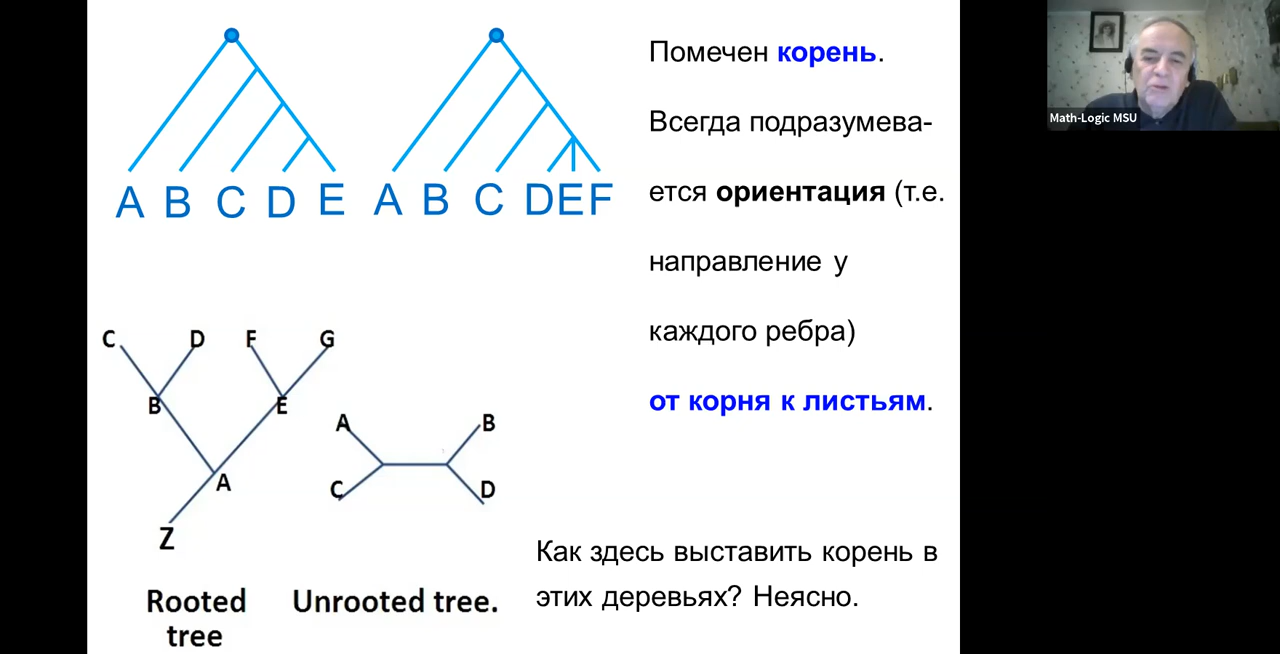 A B C D E A B C DEF
Помечен корень.
Всегда подразумева-
ется ориентация (т.е.
направление у
каждого ребра)
от корня к листьям.
C D F G
B E
A
Z
A B
C D
Rooted
tree
Unrooted tree.
Как здесь выставить корень в
этих деревьях? Неясно.
Math-Logic MSU